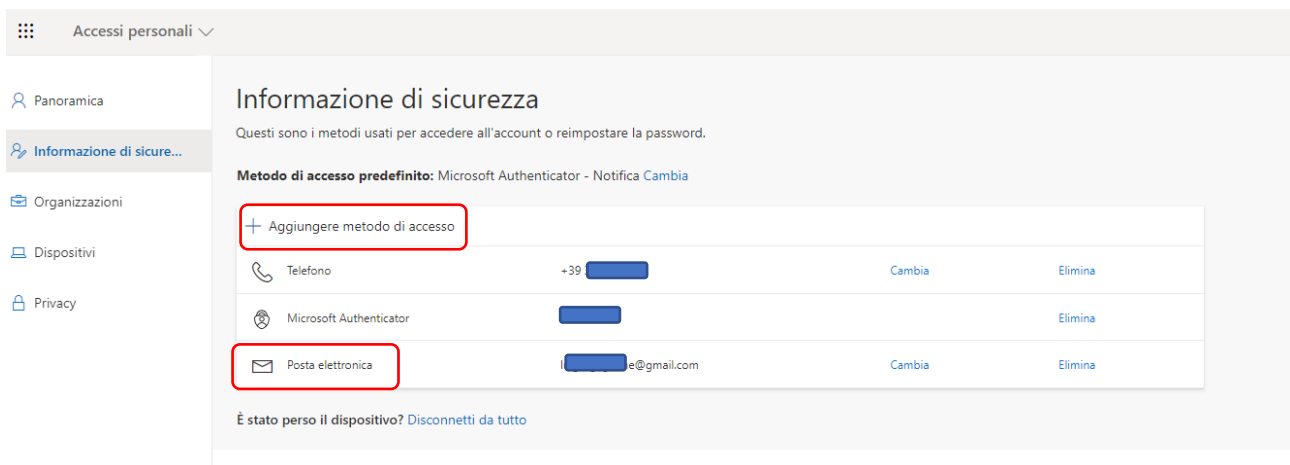 Accessi personali
Panoramica
Informazione di sicure...
Organizzazioni
Dispositivi
Privacy
Informazione di sicurezza
Questi sono i metodi usati per accedere all'account o reimpostare la password.
Metodo di accesso predefinito: Microsoft Authenticator - Notifica Cambia
Aggiungere metodo di accesso
Telefono +39 Cambia Elimina
Microsoft Authenticator Elimina
Posta elettronica e@gmail.com Cambia Elimina
È stato perso il dispositivo? Disconnetti da tutto